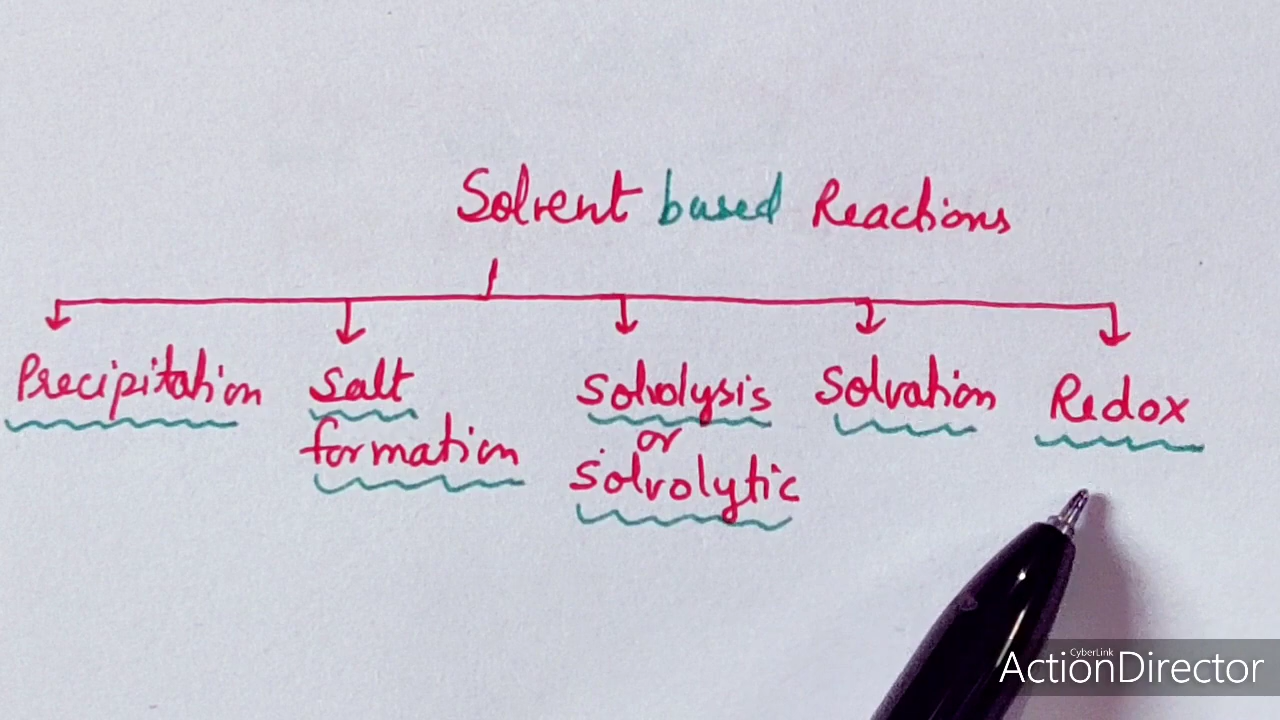 Solvent based Reactions
Precipitation
Salt
formation
Solvolysis
or
Solvolytic
Solvation
Redox
CyberLink
ActionDirector